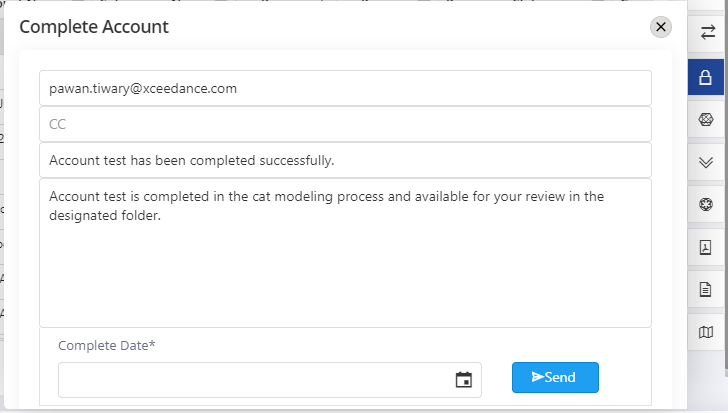 Complete Account
pawan.tiwary@xceedance.com
CC
Account test has been completed successfully.
Account test is completed in the cat modeling process and available for your review in the
designated folder.
Complete Date*
Send